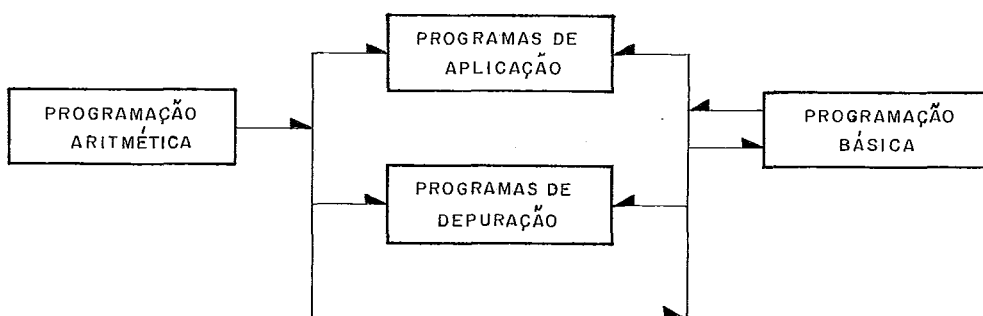 PROGRAMAS DE
APLICAÇÃO
PROGRAMAÇÃO
ARITMÉTICA
PROGRAMAÇÃO
BÁSICA
PROGRAMAS DE
DEPURAÇÃO